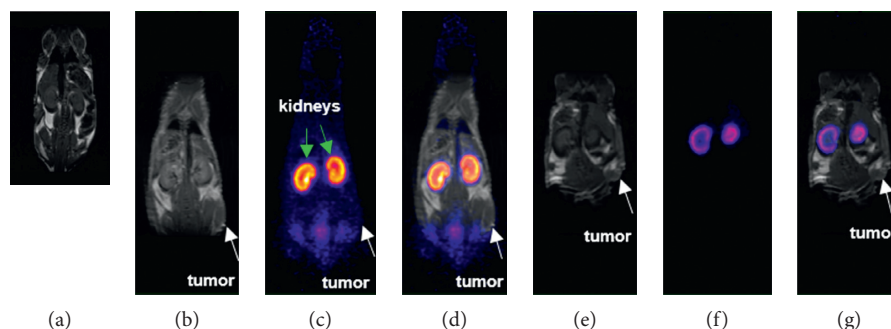 kidneys
tumor
tumor
tumor
tumor
tumo
(a)
(b)
(c)
(d)
(e)
(f)
(g)